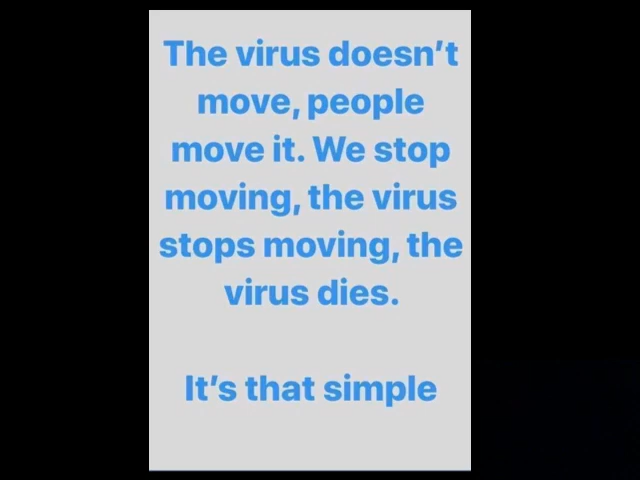 The virus doesn’t
move, people
move it. We stop
moving, the virus
stops moving, the
virus dies.
It’s that simple